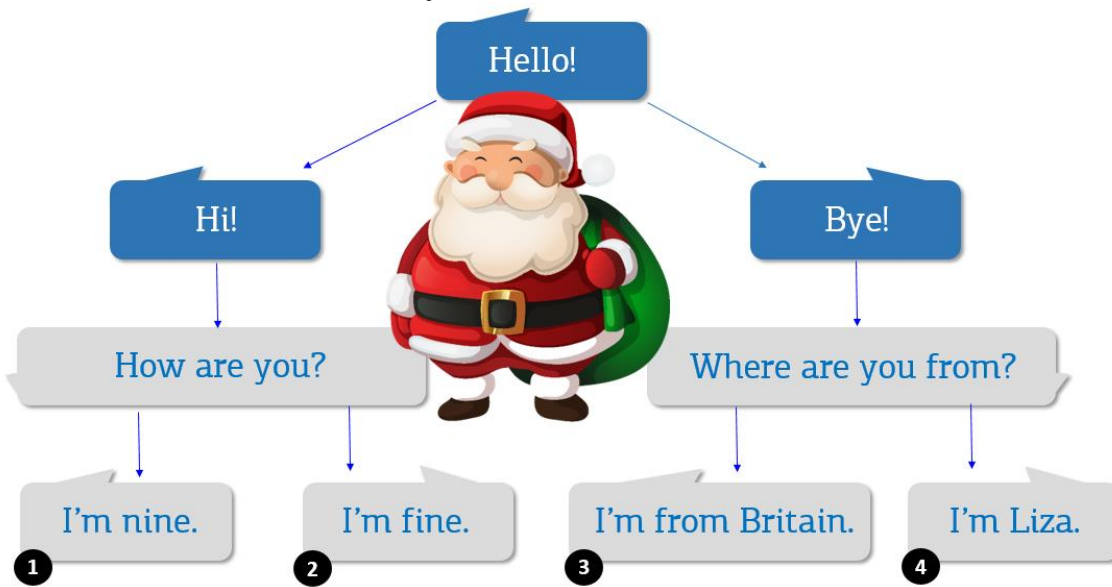 Hello!
Hi!
Bye!
How are you?
Where are you from?
I'm nine.
I'm fine.
I'm from Britain.
I'm Liza.
1
2
3
4